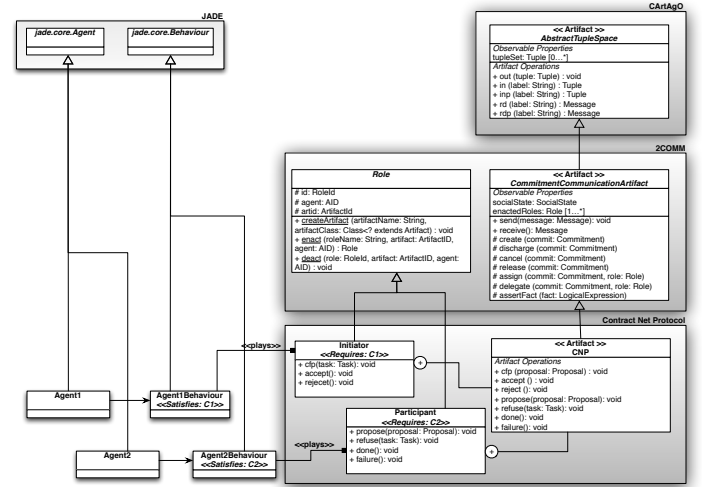 JADE
jade.core.Agent
jade.core.Behaviour
CArtAgO
<< Artifact >>
AbstractTupleSpace
Observable Properties
tupleSet: Tuple [0...*]
Artifact Operations
+ out (tuple: Tuple) : void
+ in (label: String) : Tuple
+ inp (label: String) : Tuple
+ rd (label: String) : Message
+ rdp (label: String) : Message
2COMM
Role
# id: RoleId
# agent: AID
# artid: ArtifactId
+ createArtifact (artifactName: String,
artifactClass: Class<? extends Artifact) : void
+ enact (roleName: String, artifact: ArtifactID,
agent: AID) : Role
+ deact (role: RoleId, artifact: ArtifactID, agent:
AID) : void
<< Artifact >>
CommitmentCommunicationArtifact
Observable Properties
socialState: SocialState
enactedRoles: Role [1...*]
+ send(message: Message): void
+ receive(): Message
# create (commit: Commitment)
# discharge (commit: Commitment)
# cancel (commit: Commitment)
# release (commit: Commitment)
# assign (commit: Commitment, role: Role)
# delegate (commit: Commitment, role: Role)
# assertFact (fact: LogicalExpression)
Contract Net Protocol
<<plays>>
Initiator
<<Requires: C1>>
+ cfp(task: Task): void
+ accept(): void
+ rejecet(): void
+
<< Artifact >>
CNP
Artifact Operations
+ cfp (proposal: Proposal) : void
+ accept () : void
+ reject (): void
+ propose(proposal: Proposal): void
+ refuse(task: Task): void
+ done(): void
+ failure(): void
Agent1
Agent1Behaviour
<<Satisfies: C1>>
Participant
<<Requires: C2>>
+ propose(proposal: Proposal): void
+ refuse(task: Task): void
+ done(): void
+ failure(): void
+
<<plays>>
Agent2
Agent2Behaviour
<<Satisfies: C2>>